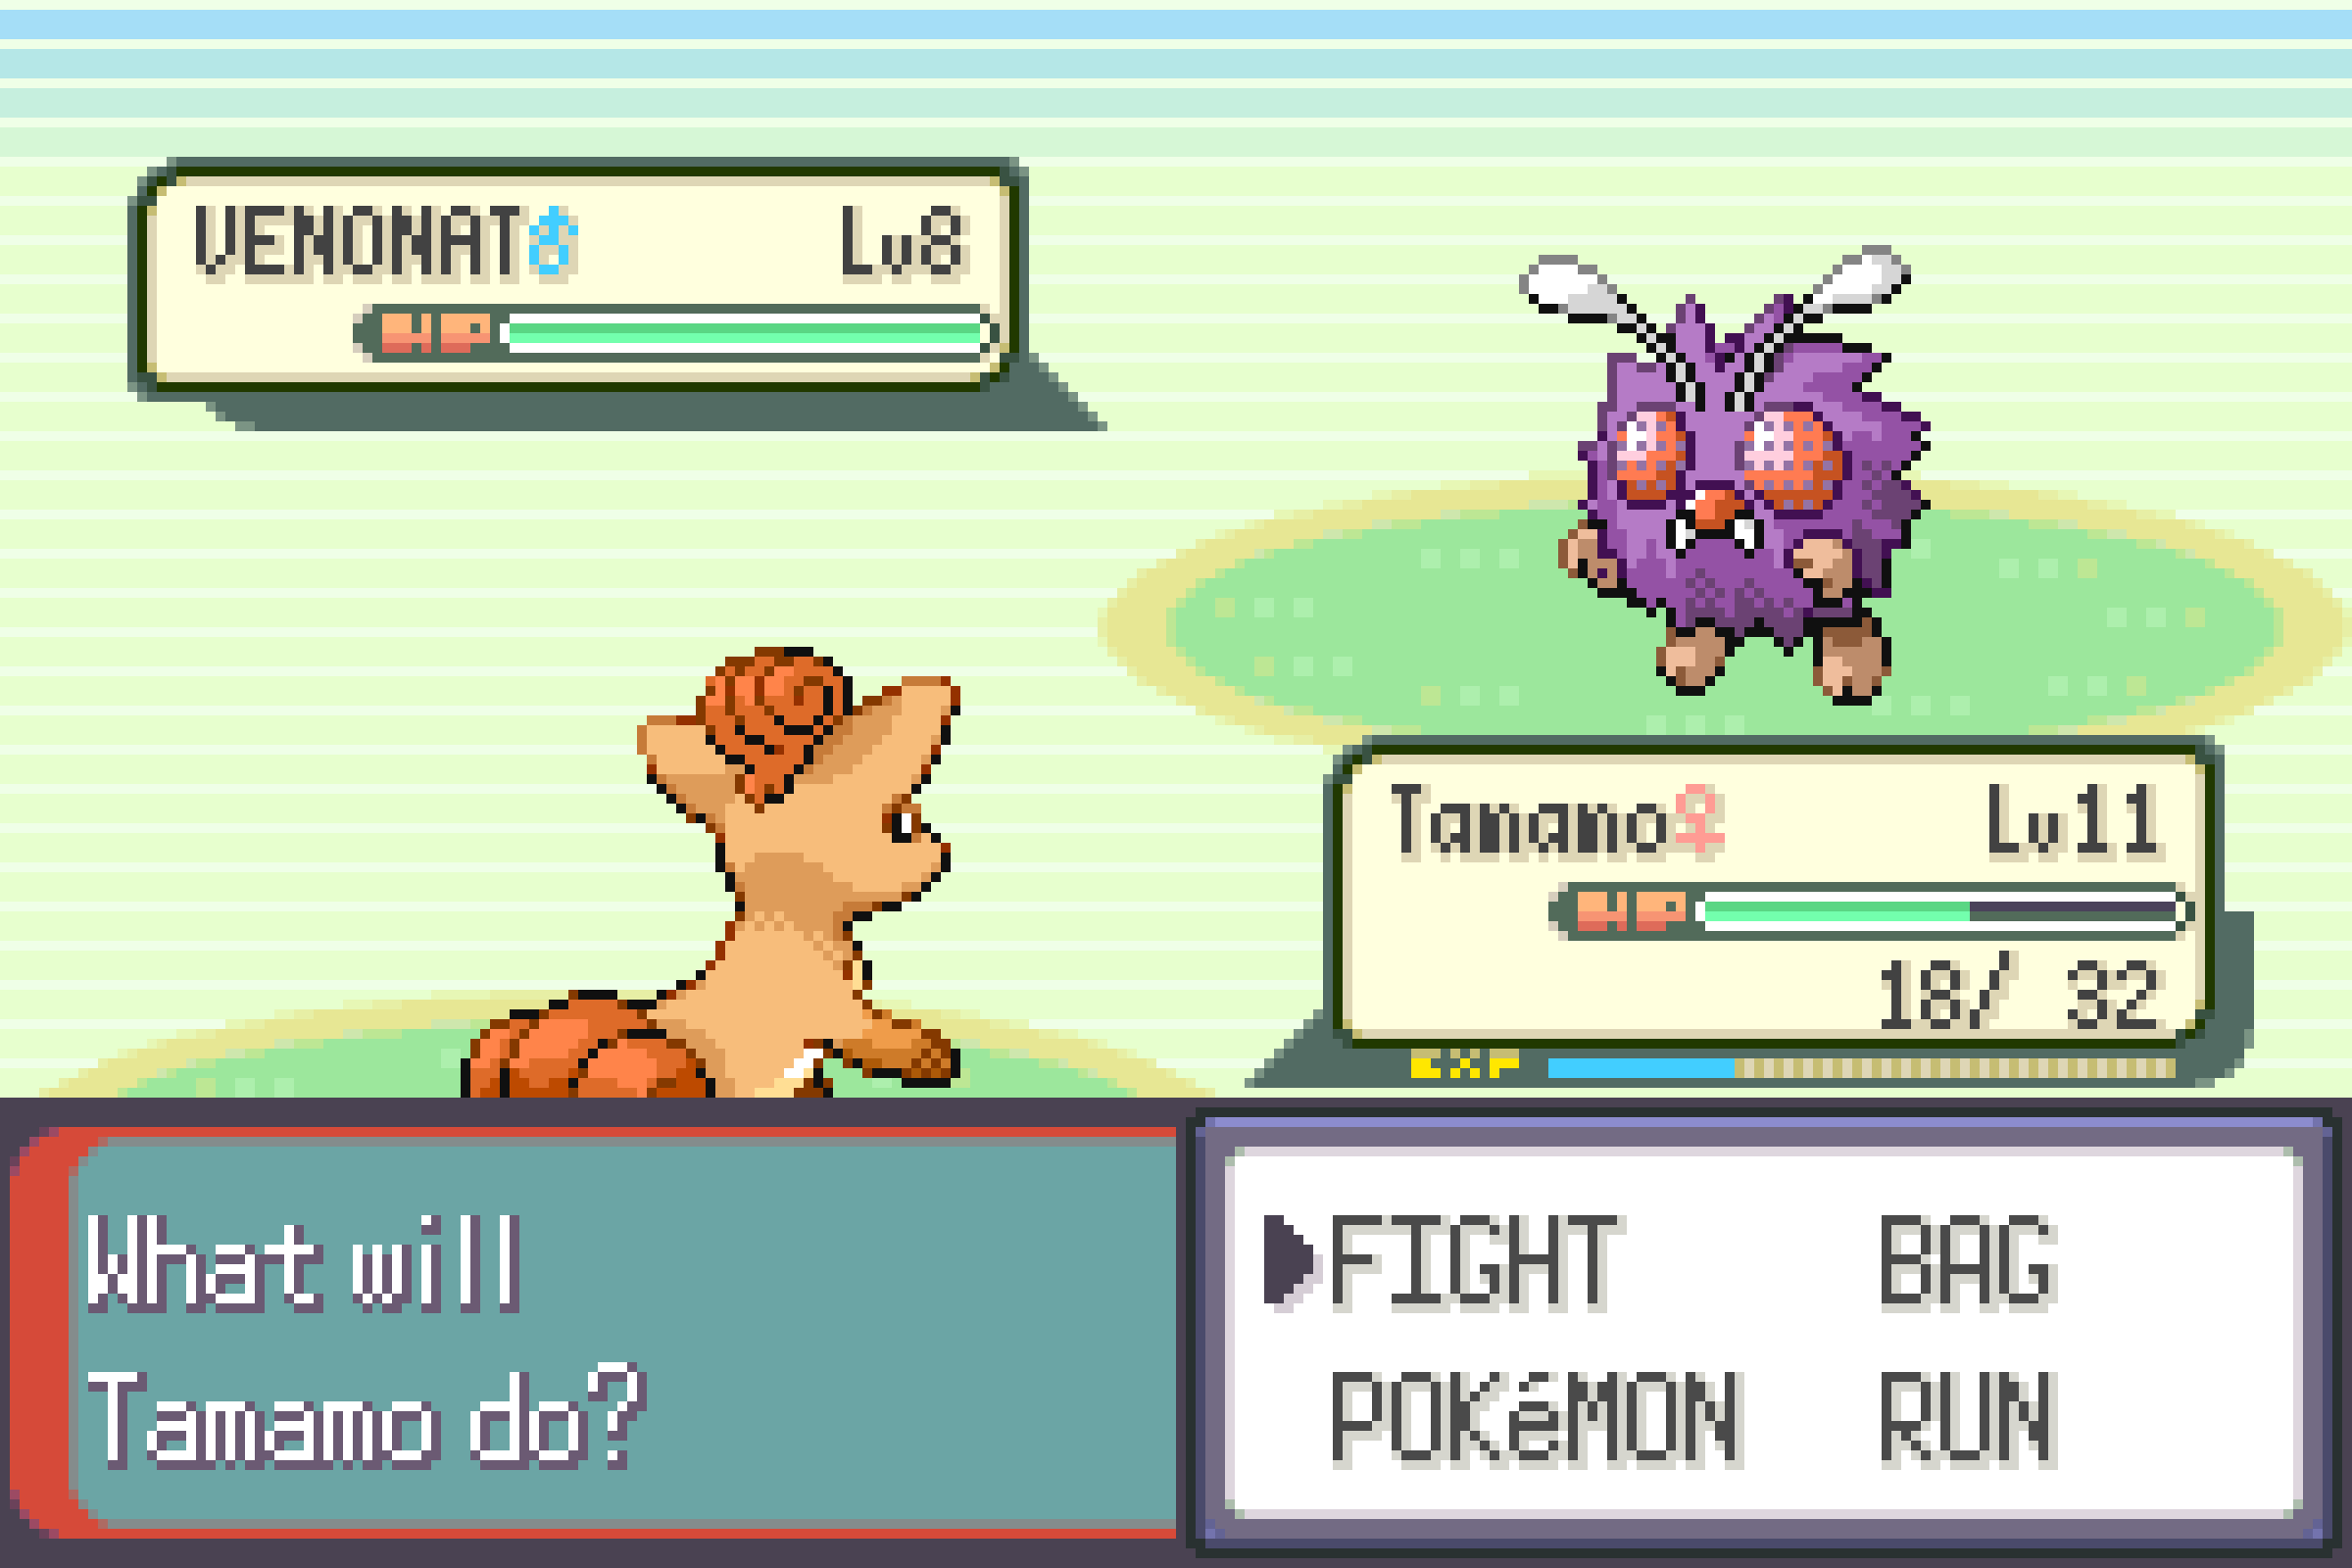 VENONAT♂ Lv8
HP
Tamamo♀ Lv11
HP
18/ 32
EXP
What will
Tamamo do?
▶FIGHT BAG
POKéMON RUN